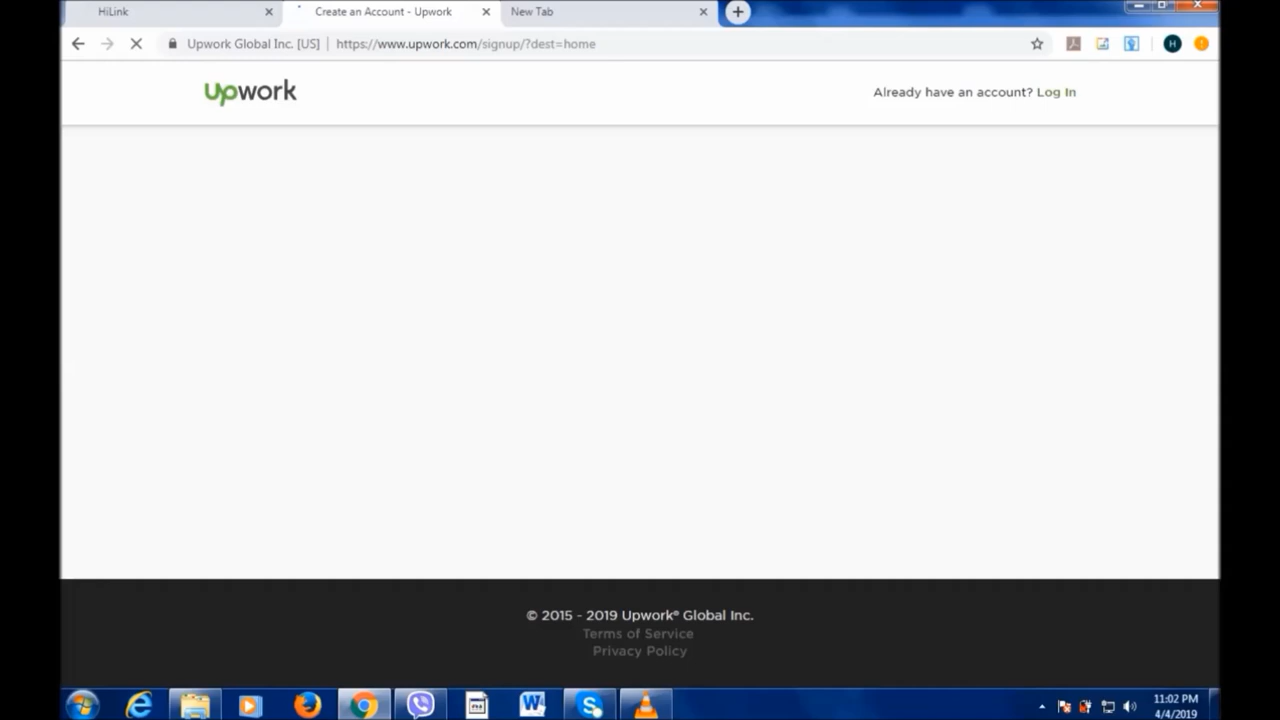 HiLink
Create an Account - Upwork
New Tab
Upwork Global Inc. [US]
https://www.upwork.com/signup/?dest=home
H
upwork
Already have an account? Log In
© 2015 - 2019 Upwork® Global Inc.
Terms of Service
Privacy Policy
11:02 PM
4/4/2019